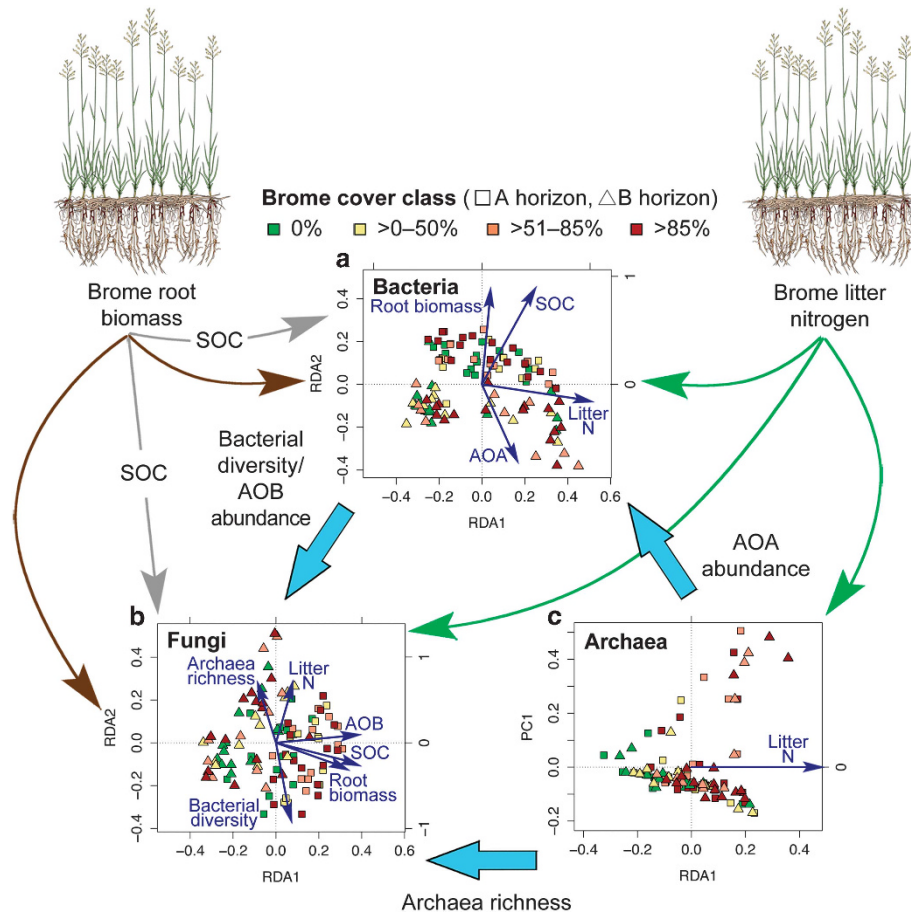 Brome cover class (□A horizon, △B horizon)
0% >0–50% >51–85% >85%
Brome root
biomass
Brome litter
nitrogen
SOC
SOC
a
Bacteria
Root biomass
SOC
Litter
N
AOA
RDA2
0.4
0.2
0.0
−0.2
−0.4
1
0
−0.4 −0.2 0.0 0.2 0.4 0.6
RDA1
Bacterial
diversity/
AOB
abundance
AOA
abundance
b
Fungi
Archaea
richness
Litter
N
AOB
SOC
Root
biomass
Bacterial
diversity
RDA2
0.4
0.2
0.0
−0.2
−0.4
1
0
−1
−0.4 −0.2 0.0 0.2 0.4 0.6
RDA1
c
Archaea
Litter
N
PC1
0.4
0.2
0.0
−0.2
0
−0.4 −0.2 0.0 0.2 0.4
RDA1
Archaea richness